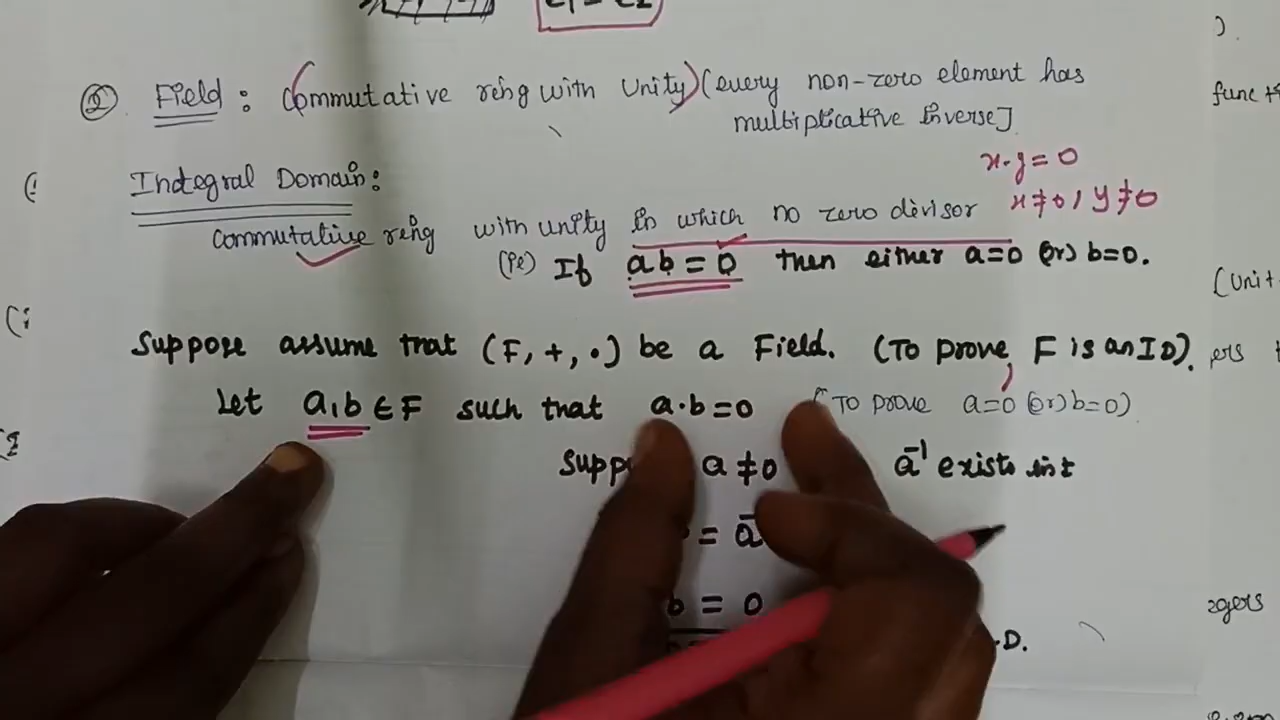 ② Field : Commutative ring with Unity) (every non-zero element has
multiplicative Inverse]
x·y = 0
Integral Domain :
x ≠ 0, y ≠ 0
commutative ring with unity in which no zero divisor
(ie) If ab = 0 then either a=0 (or) b=0.
Suppose assume that (F, +, •) be a Field. (To prove F is an ID).
Let a, b ∈ F such that a·b = 0 [To prove a=0 (or) b=0)
a ≠ 0 a⁻¹ exists in
b = 0
D.
func
(Unit